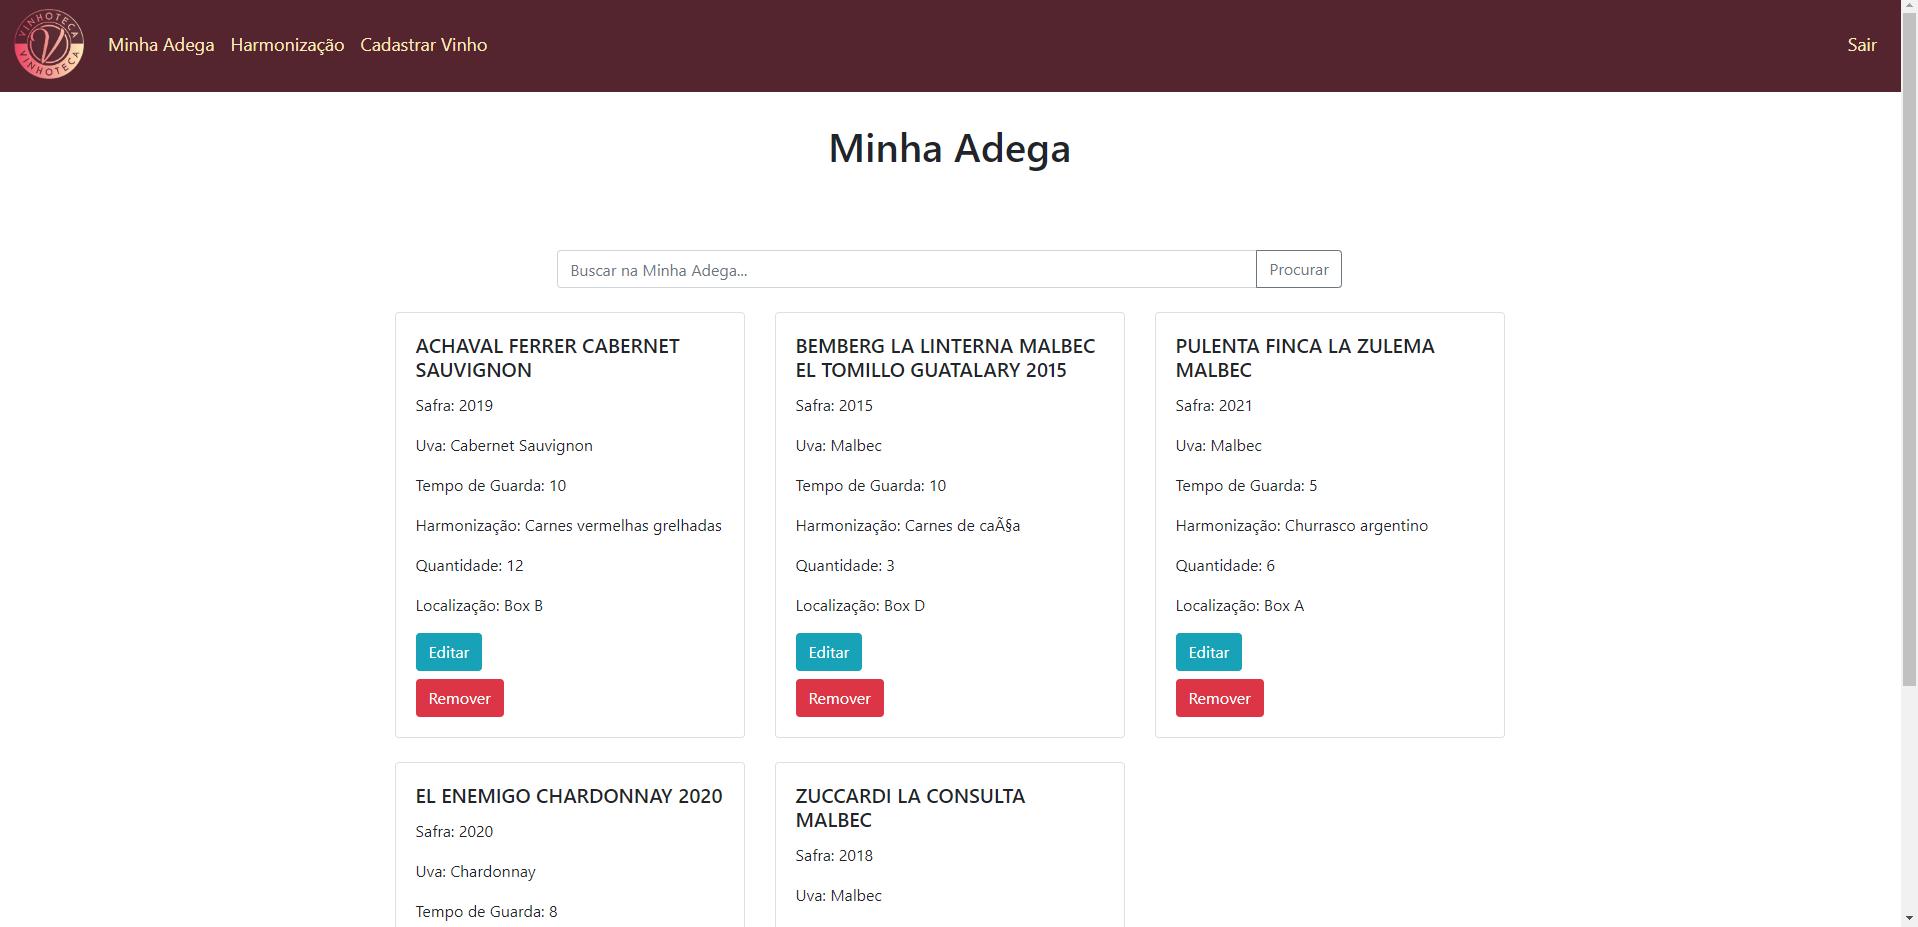 VINHOTECA
VINHOTECA
Minha Adega
Harmonização
Cadastrar Vinho
Sair
Minha Adega
Buscar na Minha Adega...
Procurar
ACHAVAL FERRER CABERNET
SAUVIGNON
Safra: 2019
Uva: Cabernet Sauvignon
Tempo de Guarda: 10
Harmonização: Carnes vermelhas grelhadas
Quantidade: 12
Localização: Box B
Editar
Remover
BEMBERG LA LINTERNA MALBEC
EL TOMILLO GUATALARY 2015
Safra: 2015
Uva: Malbec
Tempo de Guarda: 10
Harmonização: Carnes de caÃ§a
Quantidade: 3
Localização: Box D
Editar
Remover
PULENTA FINCA LA ZULEMA
MALBEC
Safra: 2021
Uva: Malbec
Tempo de Guarda: 5
Harmonização: Churrasco argentino
Quantidade: 6
Localização: Box A
Editar
Remover
EL ENEMIGO CHARDONNAY 2020
Safra: 2020
Uva: Chardonnay
Tempo de Guarda: 8
ZUCCARDI LA CONSULTA
MALBEC
Safra: 2018
Uva: Malbec